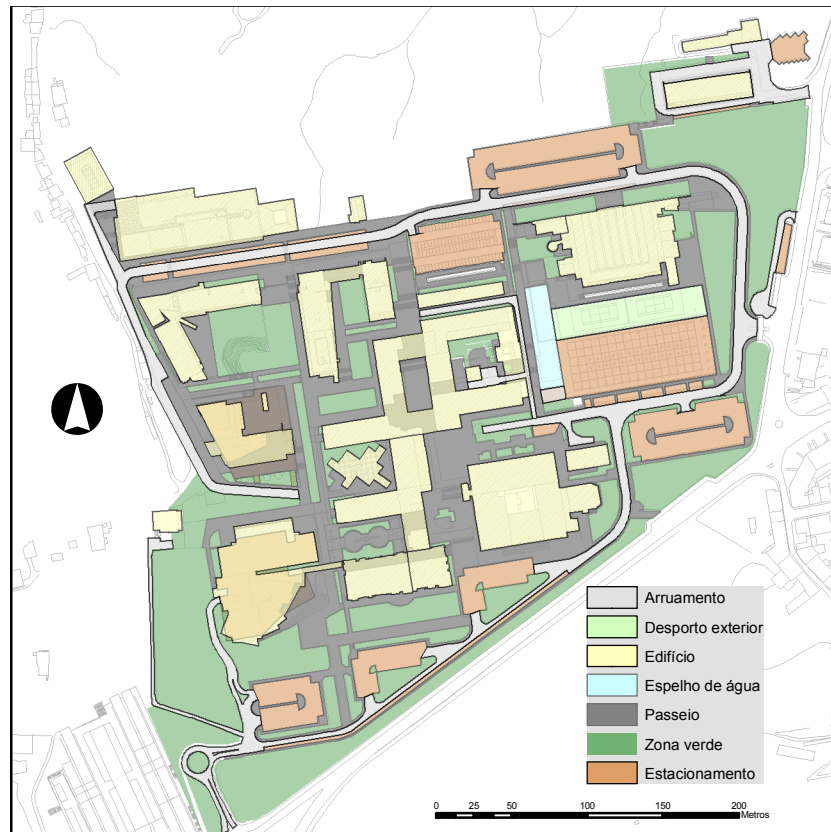 Arruamento
Desporto exterior
Edifício
Espelho de água
Passeio
Zona verde
Estacionamento
0 25 50 100 150 200
Metros